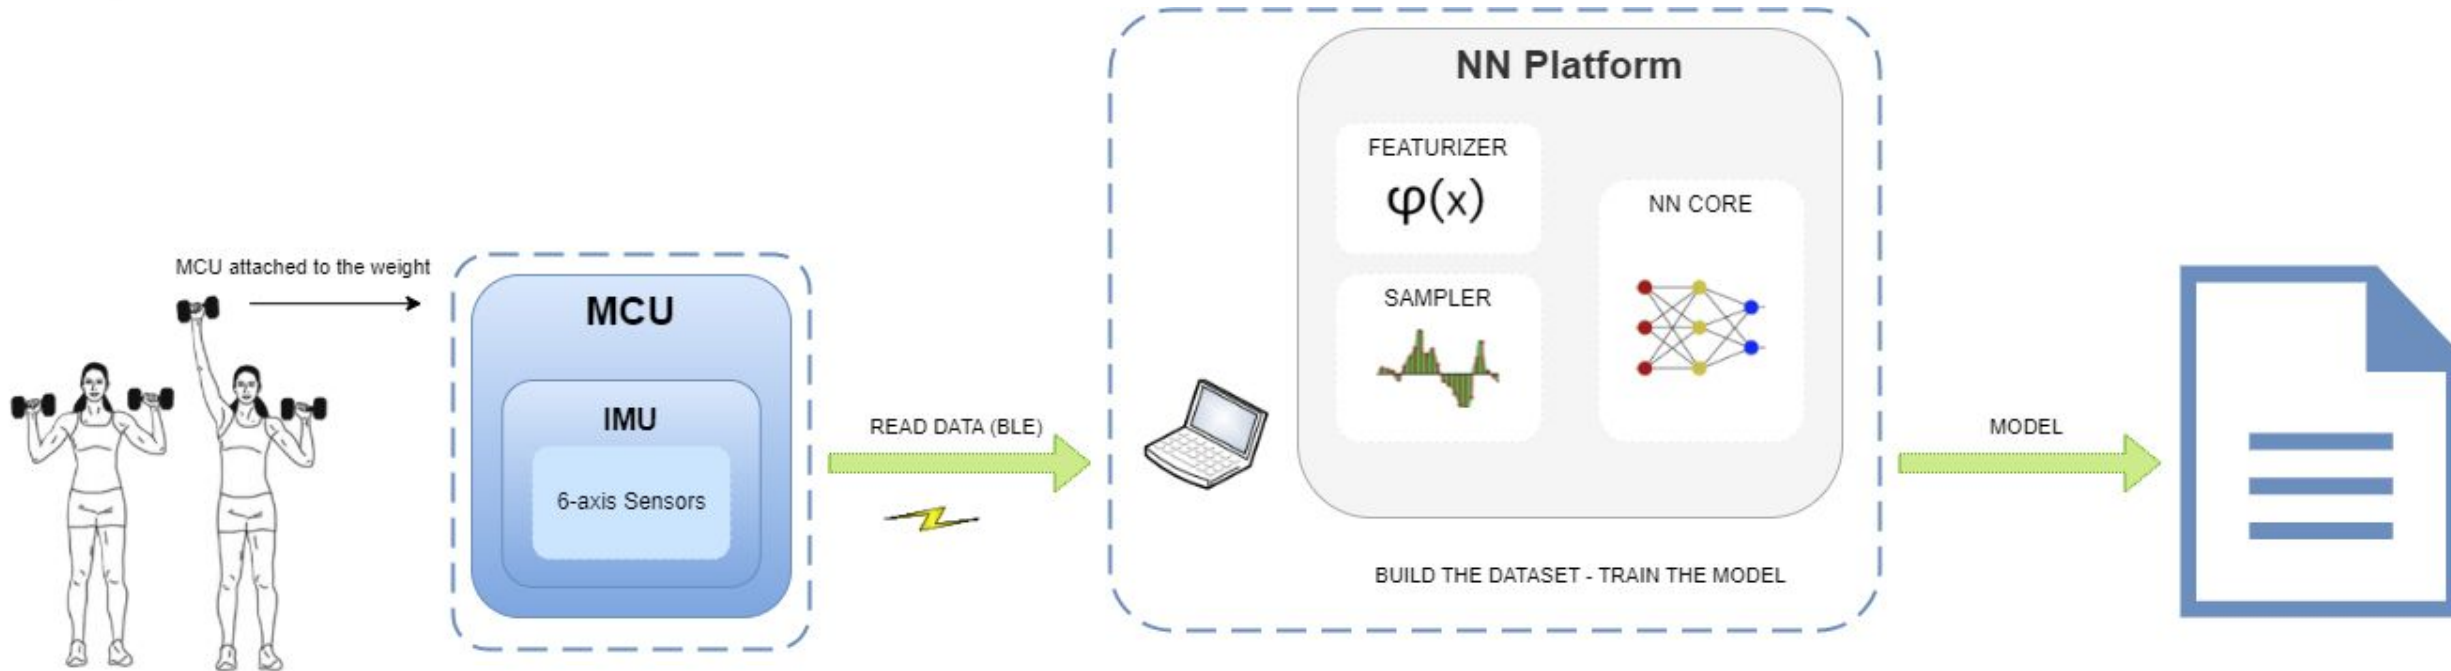 MCU attached to the weight
MCU
IMU
6-axis Sensors
READ DATA (BLE)
NN Platform
FEATURIZER
φ(x)
SAMPLER
NN CORE
BUILD THE DATASET - TRAIN THE MODEL
MODEL